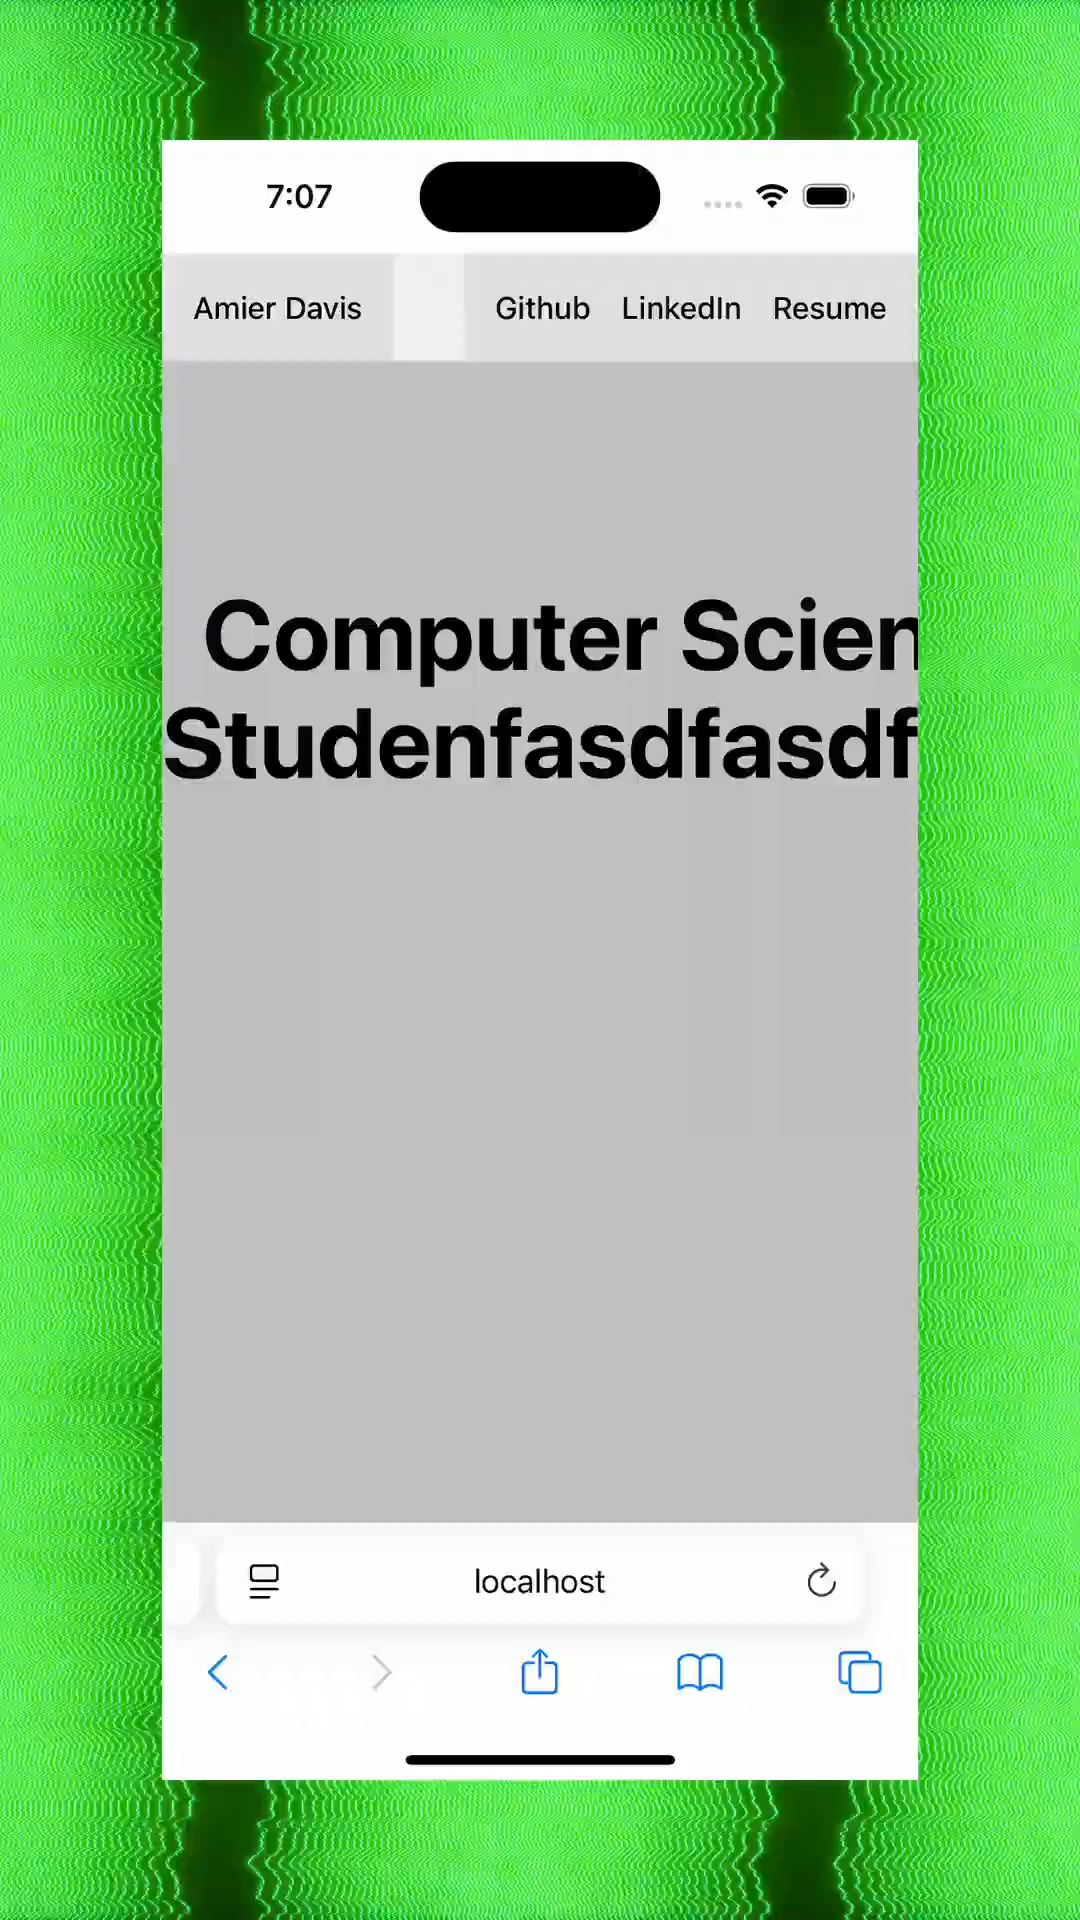 7:07
Amier Davis Github LinkedIn Resume
Computer Scien
Studenfasdfasdf
localhost